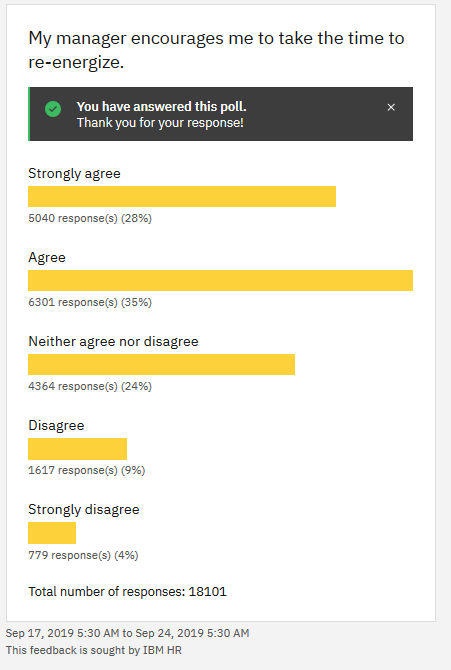 My manager encourages me to take the time to
re-energize.
You have answered this poll.
Thank you for your response!
Strongly agree
5040 response(s) (28%)
Agree
6301 response(s) (35%)
Neither agree nor disagree
4364 response(s) (24%)
Disagree
1617 response(s) (9%)
Strongly disagree
779 response(s) (4%)
Total number of responses: 18101
Sep 17, 2019 5:30 AM to Sep 24, 2019 5:30 AM
This feedback is sought by IBM HR